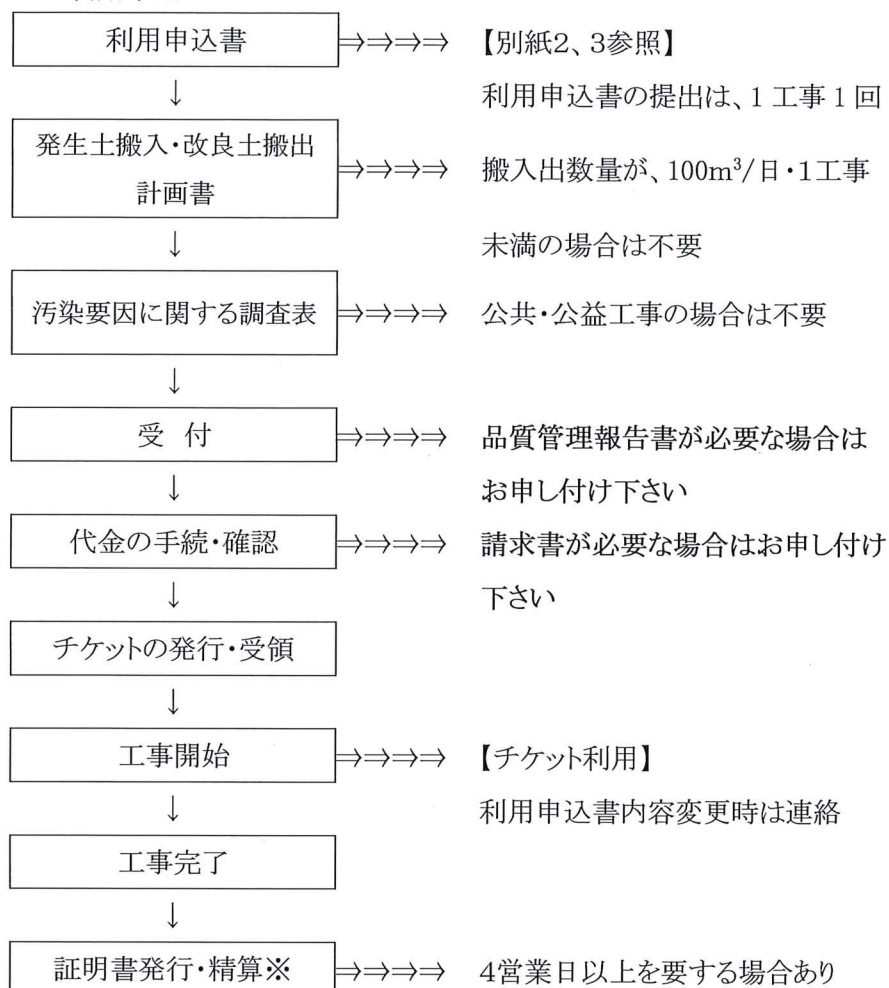 利用申込書 ⇒⇒⇒⇒ 【別紙2、3参照】
↓ 利用申込書の提出は、1工事1回
発生土搬入・改良土搬出
計画書 ⇒⇒⇒⇒ 搬入出数量が、100m³/日・1工事
↓ 未満の場合は不要
汚染要因に関する調査表 ⇒⇒⇒⇒ 公共・公益工事の場合は不要
↓
受 付 ⇒⇒⇒⇒ 品質管理報告書が必要な場合は
↓ お申し付け下さい
代金の手続・確認 ⇒⇒⇒⇒ 請求書が必要な場合はお申し付け
↓ 下さい
チケットの発行・受領
↓
工事開始 ⇒⇒⇒⇒ 【チケット利用】
↓ 利用申込書内容変更時は連絡
工事完了
↓
証明書発行・精算※ ⇒⇒⇒⇒ 4営業日以上を要する場合あり